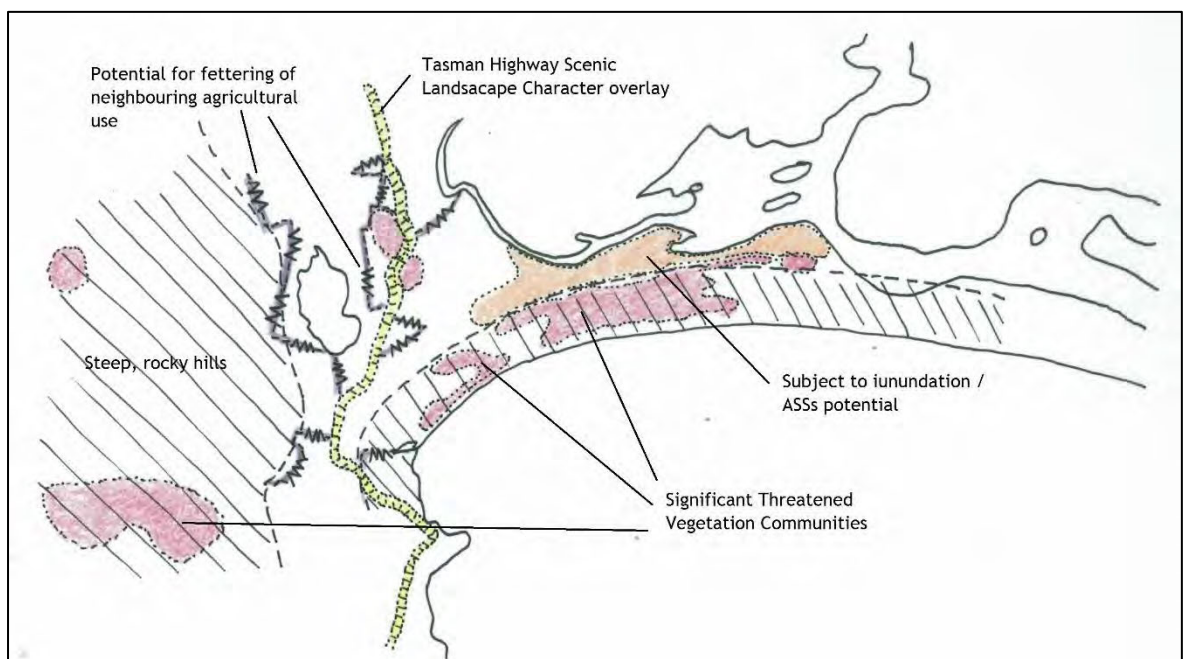 Potential for fettering of
neighbouring agricultural
use
Tasman Highway Scenic
Landsacape Character overlay
Steep, rocky hills
Subject to iunundation /
ASSs potential
Significant Threatened
Vegetation Communities